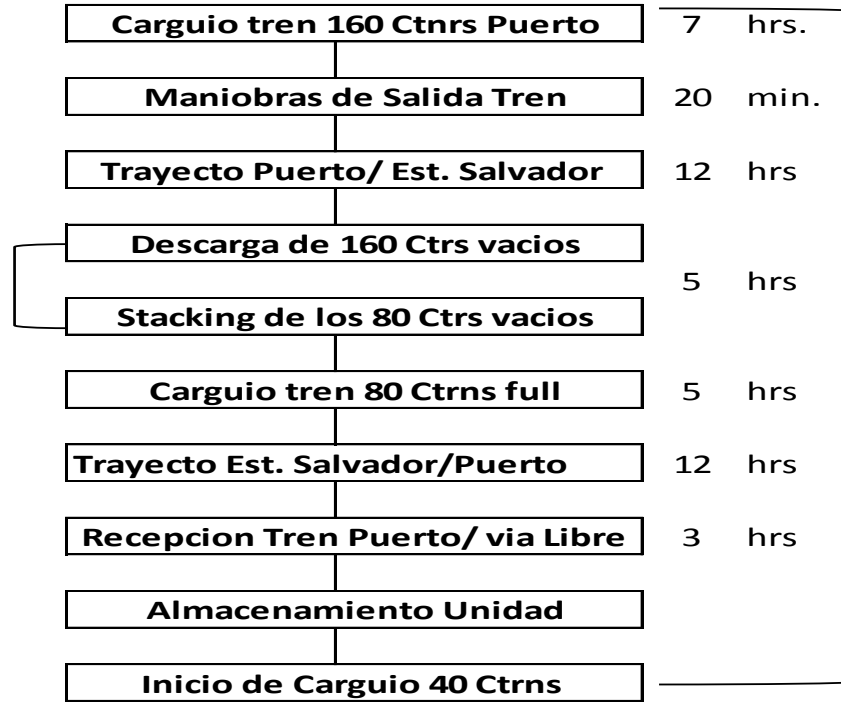 Carguio tren 160 Ctnrs Puerto 7 hrs.
Maniobras de Salida Tren 20 min.
Trayecto Puerto/ Est. Salvador 12 hrs
Descarga de 160 Ctrs vacios
5 hrs
Stacking de los 80 Ctrs vacios
Carguio tren 80 Ctrns full 5 hrs
Trayecto Est. Salvador/Puerto 12 hrs
Recepcion Tren Puerto/ via Libre 3 hrs
Almacenamiento Unidad
Inicio de Carguio 40 Ctrns